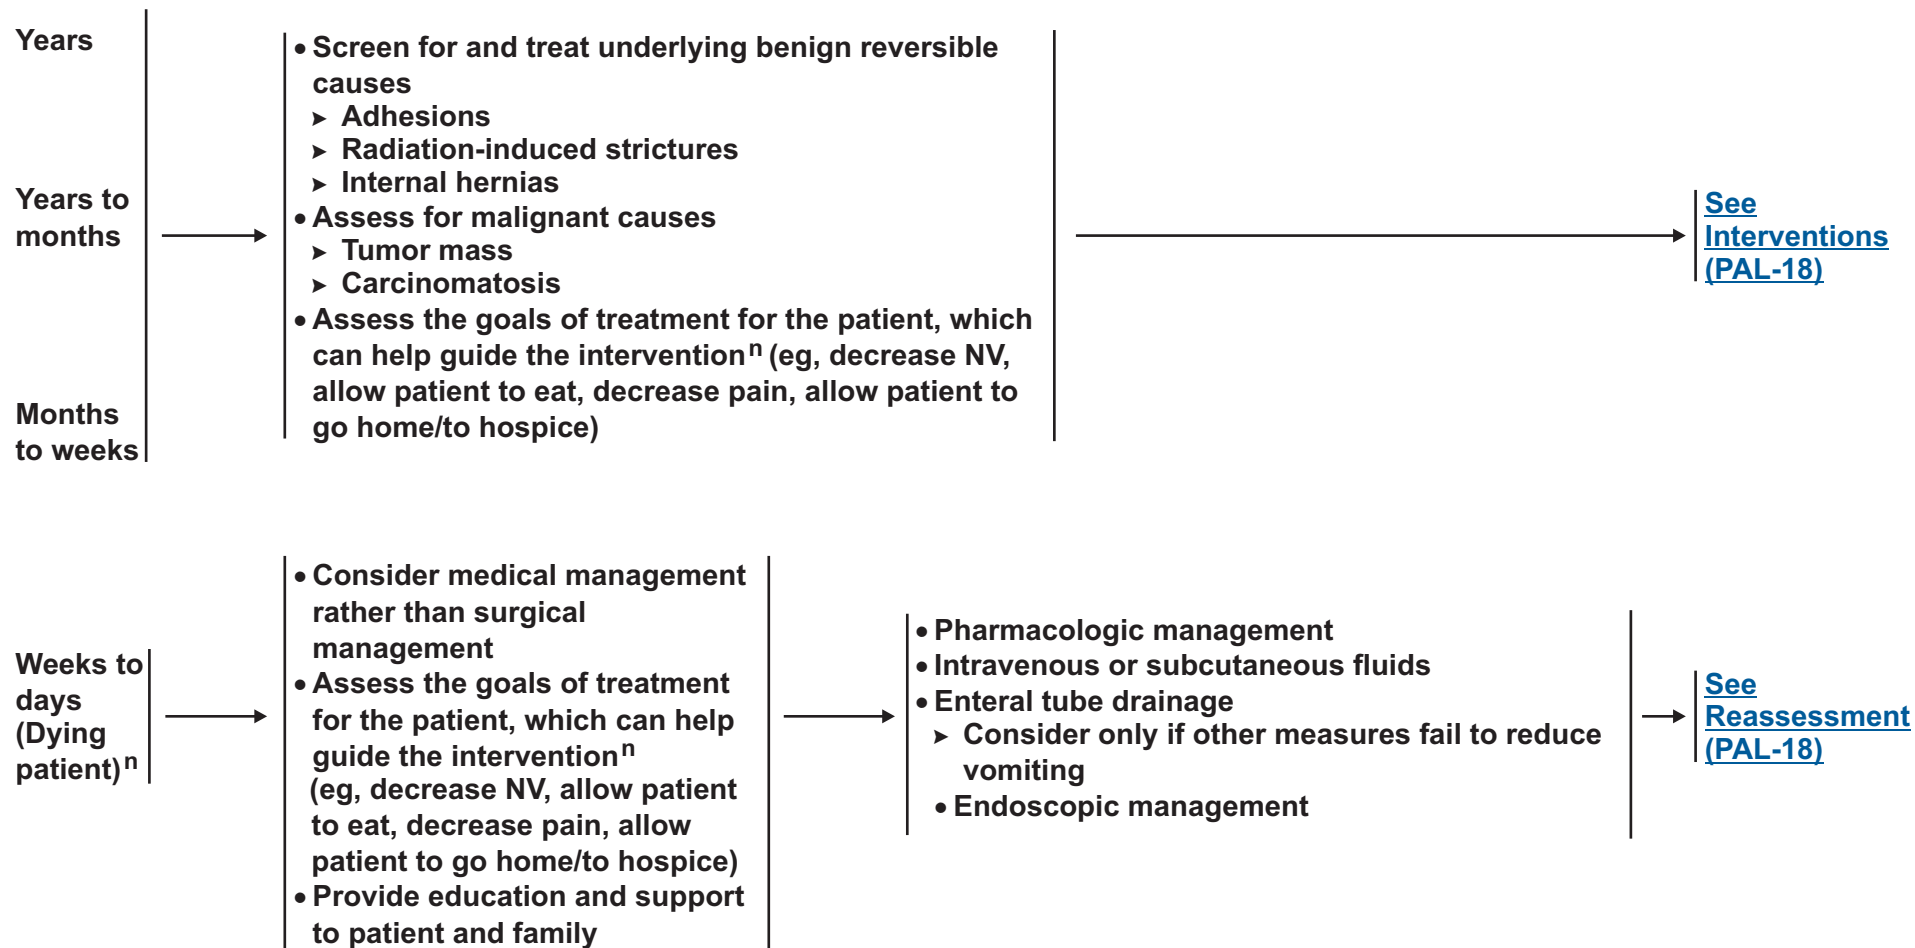 Years
Years to
months
Months
to weeks
• Screen for and treat underlying benign reversible
causes
➤ Adhesions
➤ Radiation-induced strictures
➤ Internal hernias
• Assess for malignant causes
➤ Tumor mass
➤ Carcinomatosis
• Assess the goals of treatment for the patient, which
can help guide the intervention n (eg, decrease NV,
allow patient to eat, decrease pain, allow patient to
go home/to hospice)
See
Interventions
(PAL-18)
Weeks to
days
(Dying
patient) n
• Consider medical management
rather than surgical
management
• Assess the goals of treatment
for the patient, which can help
guide the intervention n
(eg, decrease NV, allow patient
to eat, decrease pain, allow
patient to go home/to hospice)
• Provide education and support
to patient and family
• Pharmacologic management
• Intravenous or subcutaneous fluids
• Enteral tube drainage
➤ Consider only if other measures fail to reduce
vomiting
• Endoscopic management
See
Reassessment
(PAL-18)